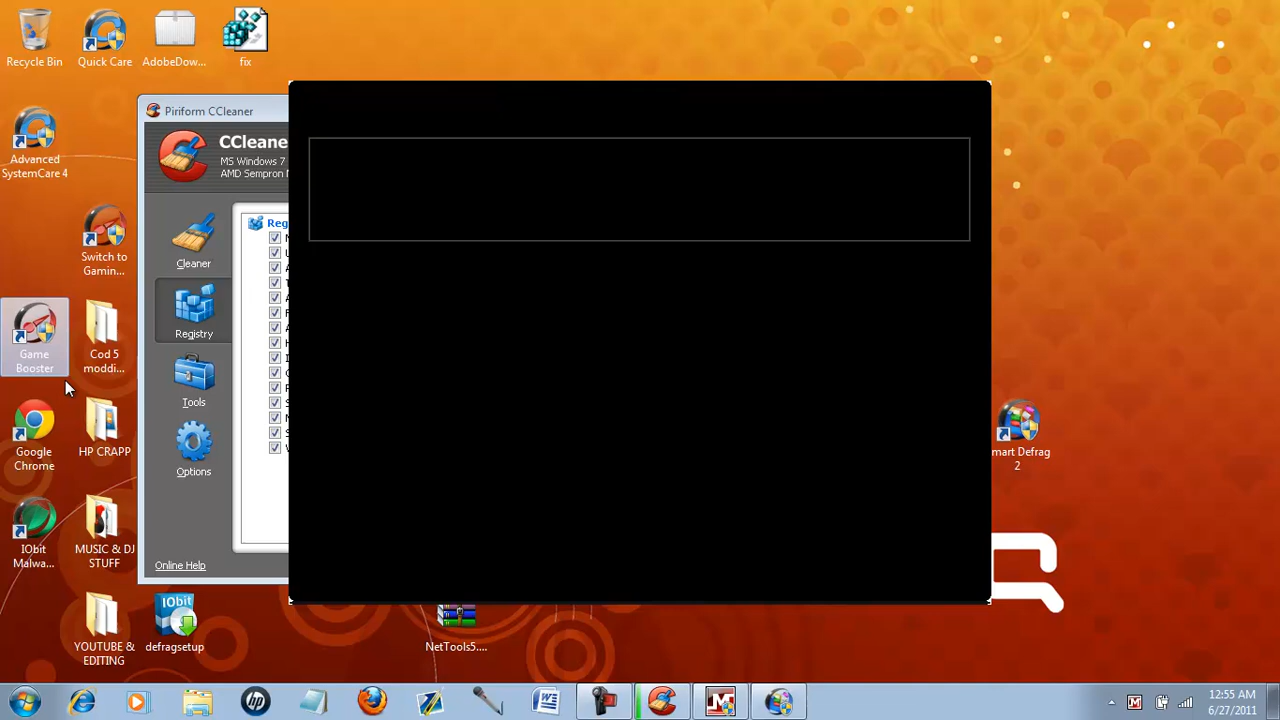 Recycle Bin
Quick Care
AdobeDow...
fix
Advanced
SystemCare 4
Switch to
Gamin...
Game
Booster
Cod 5
moddi...
Google
Chrome
HP CRAPP
IObit
Malwa...
MUSIC & DJ
STUFF
YOUTUBE &
EDITING
IObit
defragsetup
Piriform CCleaner
CCleane
MS Windows 7
AMD Sempron
Cleaner
Registry
Tools
Options
Online Help
Reg
NetTools5....
mart Defrag
2
12:55 AM
6/27/2011